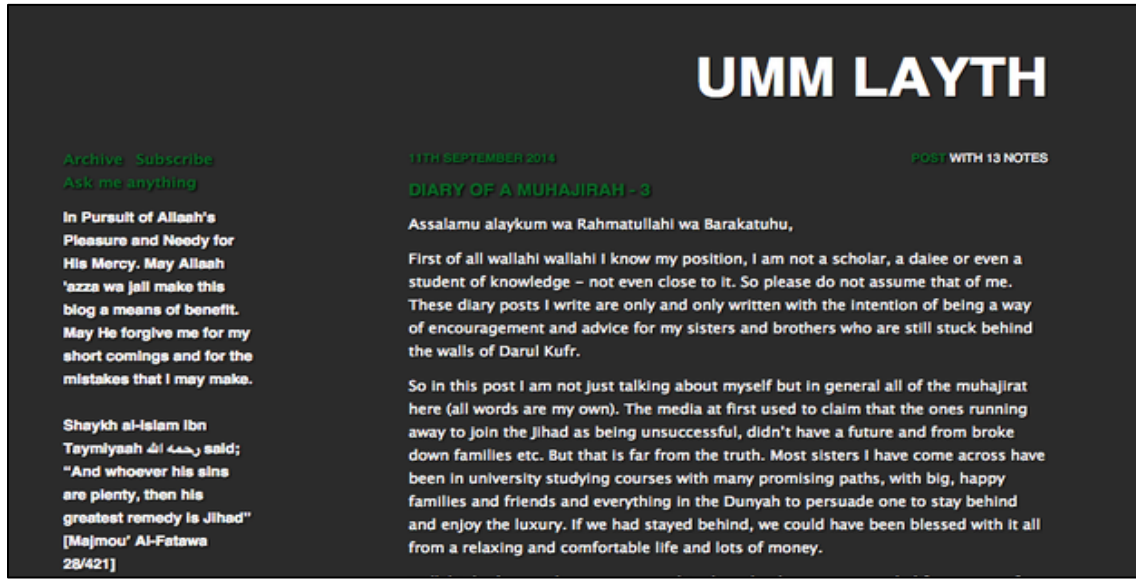 UMM LAYTH
Archive Subscribe
Ask me anything
In Pursuit of Allaah's
Pleasure and Needy for
His Mercy. May Allaah
'azza wa jall make this
blog a means of benefit.
May He forgive me for my
short comings and for the
mistakes that I may make.
Shaykh al-Islam Ibn
Taymiyaah رحمه الله said;
"And whoever his sins
are plenty, then his
greatest remedy is Jihad"
[Majmou' Al-Fatawa
28/421]
11TH SEPTEMBER 2014
POST WITH 13 NOTES
DIARY OF A MUHAJIRAH - 3
Assalamu alaykum wa Rahmatullahi wa Barakatuhu,
First of all wallahi wallahi I know my position, I am not a scholar, a daiee or even a
student of knowledge – not even close to it. So please do not assume that of me.
These diary posts I write are only and only written with the intention of being a way
of encouragement and advice for my sisters and brothers who are still stuck behind
the walls of Darul Kufr.
So in this post I am not just talking about myself but in general all of the muhajirat
here (all words are my own). The media at first used to claim that the ones running
away to join the Jihad as being unsuccessful, didn't have a future and from broke
down families etc. But that is far from the truth. Most sisters I have come across have
been in university studying courses with many promising paths, with big, happy
families and friends and everything in the Dunyah to persuade one to stay behind
and enjoy the luxury. If we had stayed behind, we could have been blessed with it all
from a relaxing and comfortable life and lots of money.